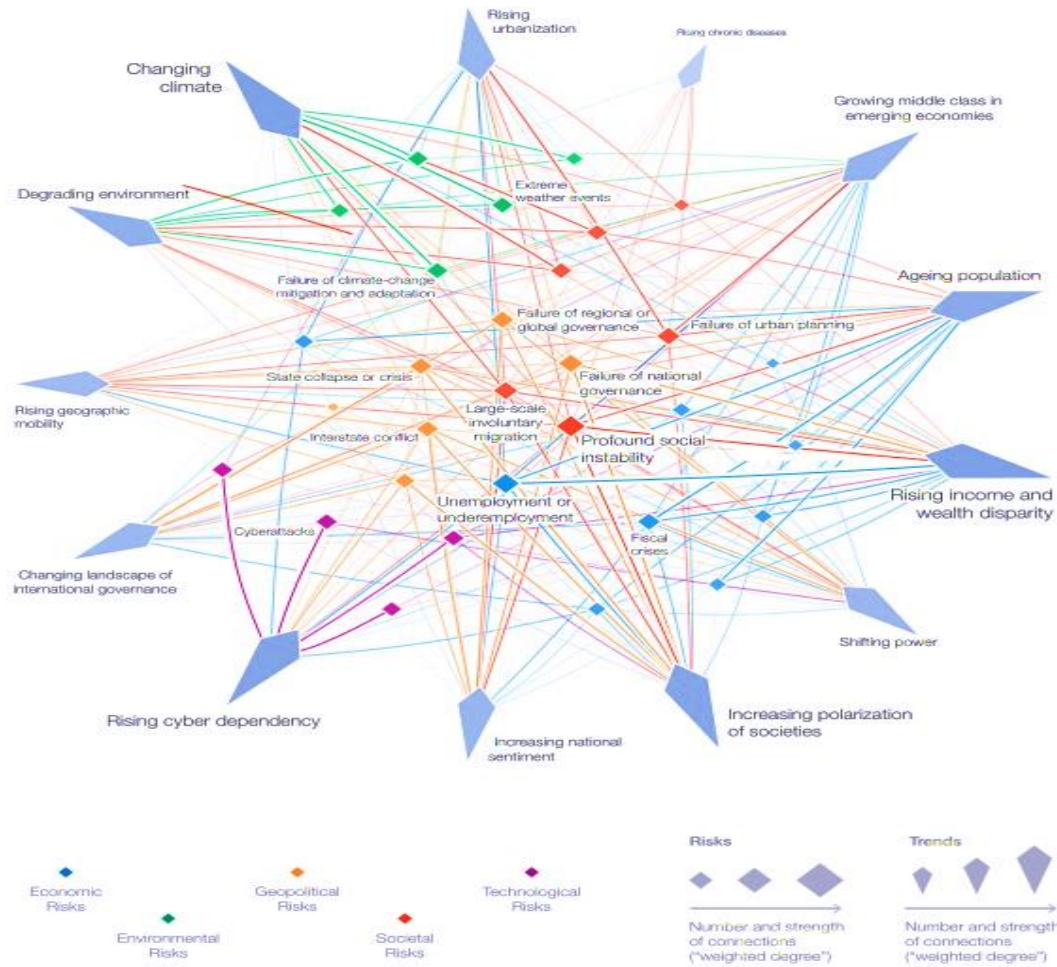 Rising
urbanization
Rising chronic diseases
Changing
climate
Growing middle class in
emerging economies
Degrading environment
Extreme
weather events
Ageing population
Failure of climate-change
mitigation and adaptation
Failure of regional or
global governance
Failure of urban planning
State collapse or crisis
Failure of national
governance
Rising geographic
mobility
Large-scale
involuntary
migration
Interstate conflict
Profound social
instability
Rising income and
wealth disparity
Unemployment or
underemployment
Cyberattacks
Fiscal
crises
Changing landscape of
international governance
Shifting power
Rising cyber dependency
Increasing polarization
of societies
Increasing national
sentiment
Risks
Trends
Economic
Risks
Geopolitical
Risks
Technological
Risks
Environmental
Risks
Societal
Risks
Number and strength
of connections
("weighted degree")
Number and strength
of connections
("weighted degree")